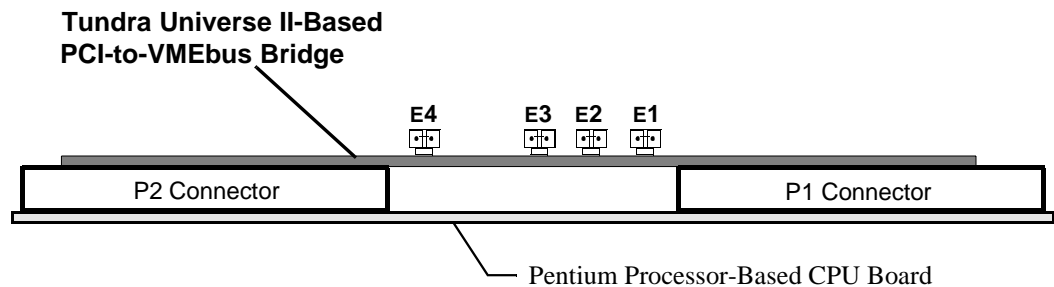 Tundra Universe II-Based
PCI-to-VMEbus Bridge
E4 E3 E2 E1
P2 Connector P1 Connector
Pentium Processor-Based CPU Board